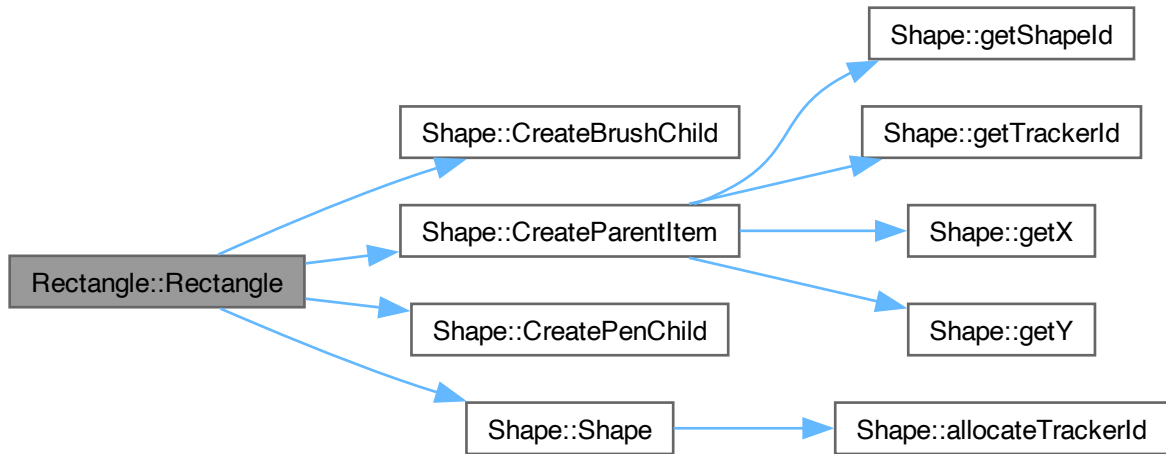 Shape::getShapeId
Shape::CreateBrushChild
Shape::getTrackerId
Shape::CreateParentItem
Shape::getX
Rectangle::Rectangle
Shape::CreatePenChild
Shape::getY
Shape::Shape
Shape::allocateTrackerId